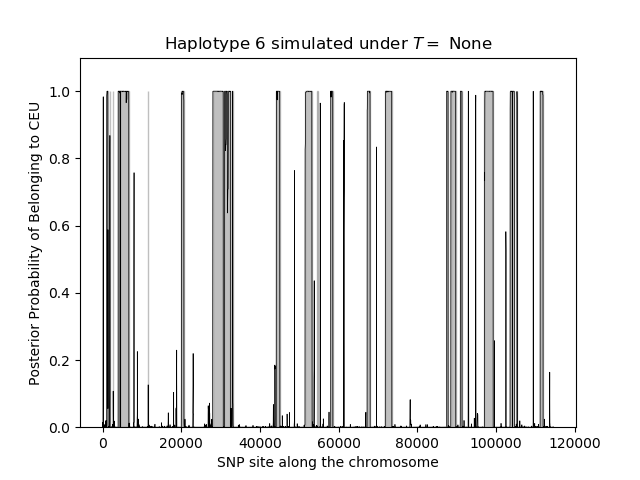 Haplotype 6 simulated under T = None
Posterior Probability of Belonging to CEU
1.0
0.8
0.6
0.4
0.2
0.0
0 20000 40000 60000 80000 100000 120000
SNP site along the chromosome